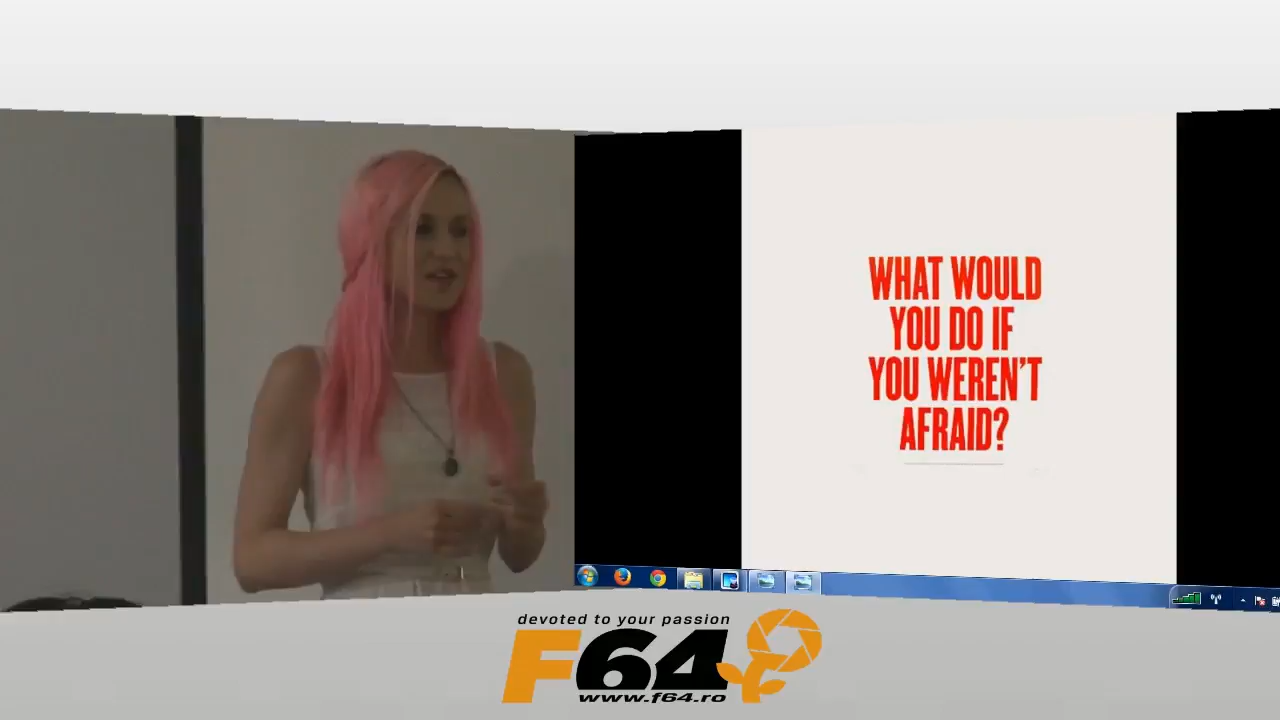 WHAT WOULD
YOU DO IF
YOU WEREN'T
AFRAID?
devoted to your passion
F64
www.f64.ro